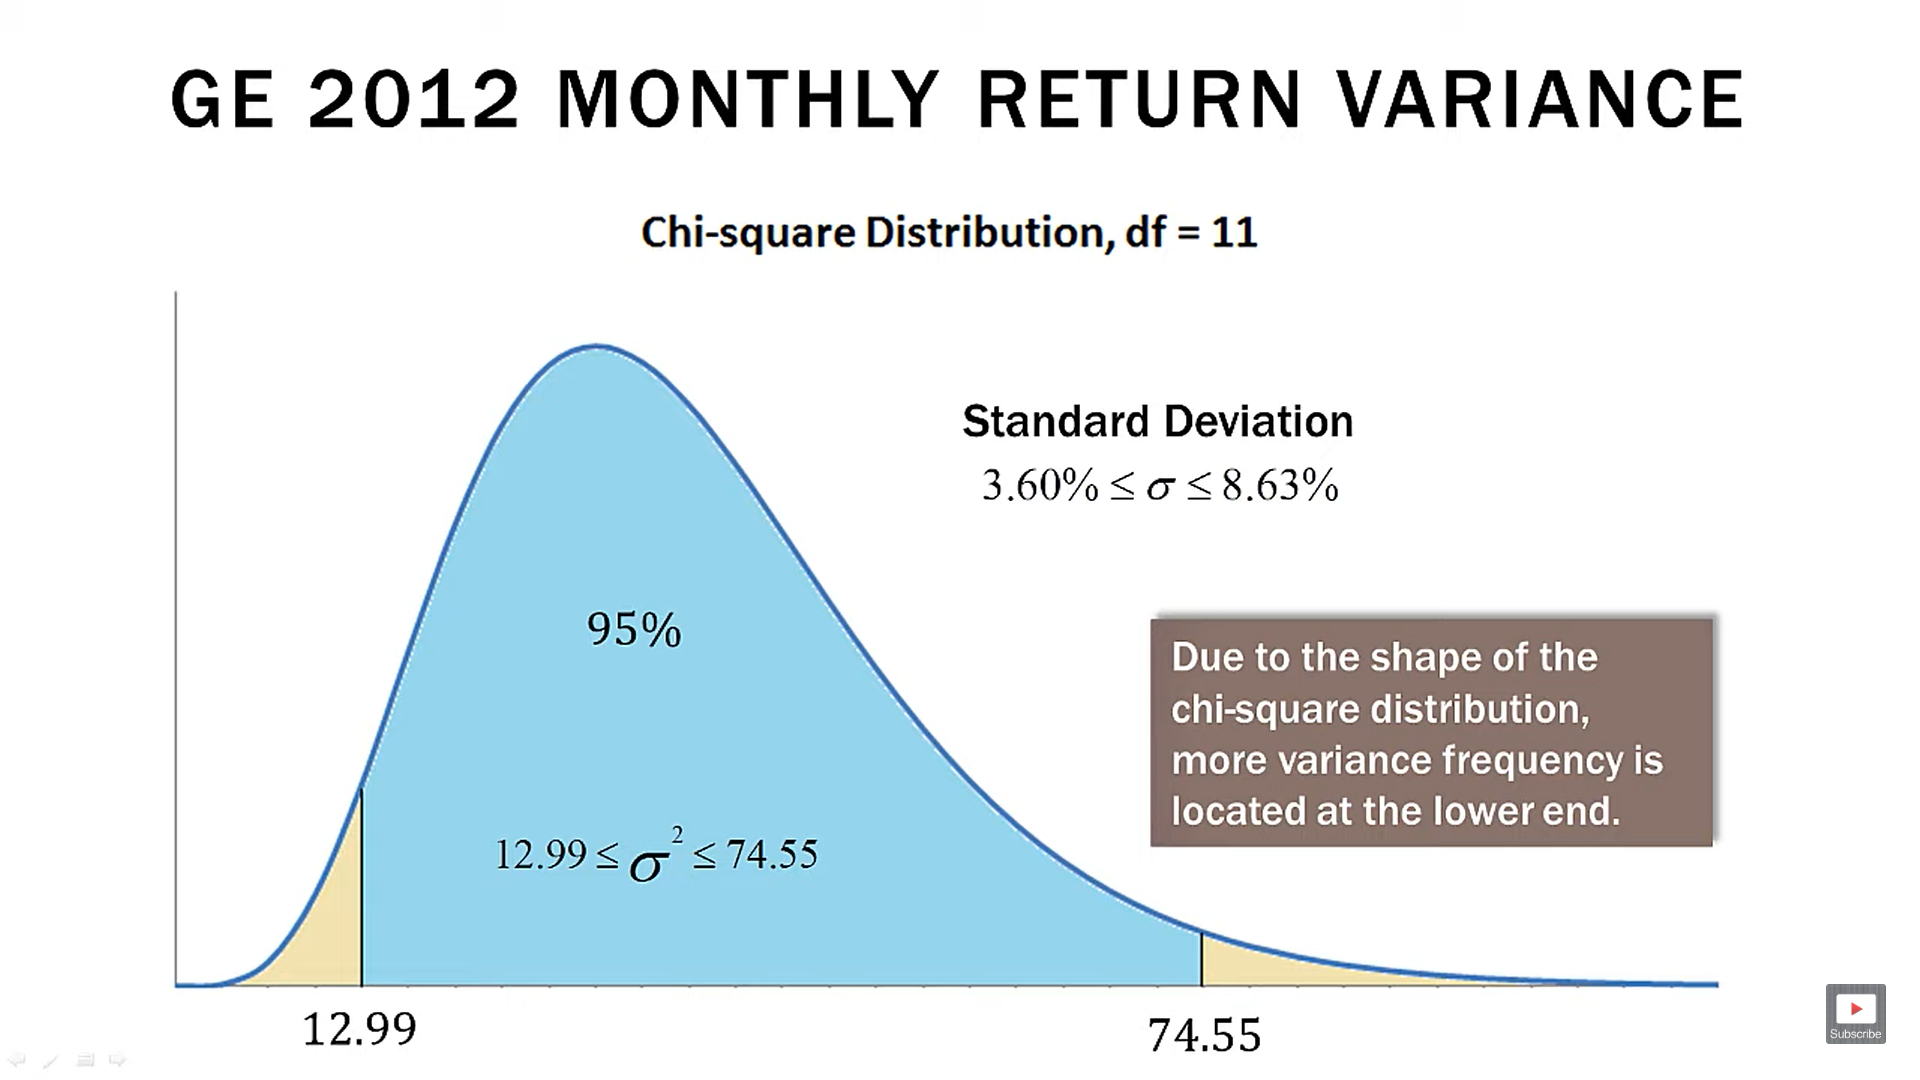 GE 2012 MONTHLY RETURN VARIANCE
Chi-square Distribution, df = 11
Standard Deviation
3.60% ≤ σ ≤ 8.63%
95%
Due to the shape of the
chi-square distribution,
more variance frequency is
located at the lower end.
12.99 ≤ σ² ≤ 74.55
12.99
74.55
Subscribe